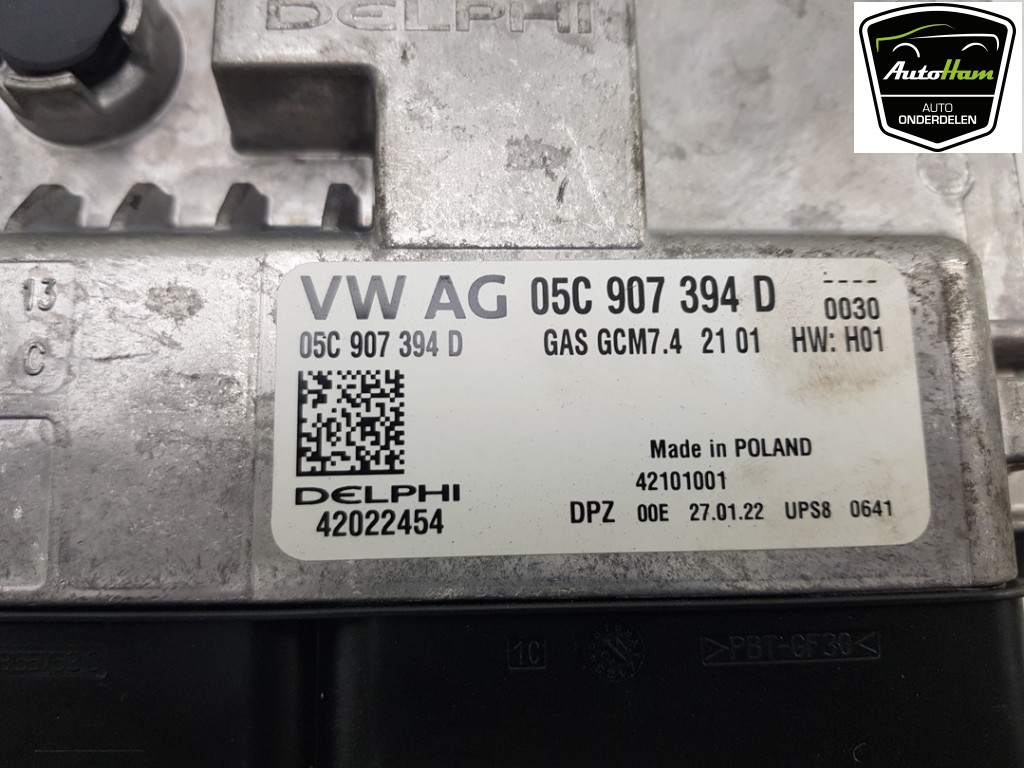 DELPHI
AutoHam
AUTO
ONDERDELEN
13
C
VW AG 05C 907 394 D ----
0030
05C 907 394 D GAS GCM7.4 21 01 HW: H01
Made in POLAND
DELPHI
42101001
42022454
DPZ 00E 27.01.22 UPS8 0641
1C
>PBT-GF30<